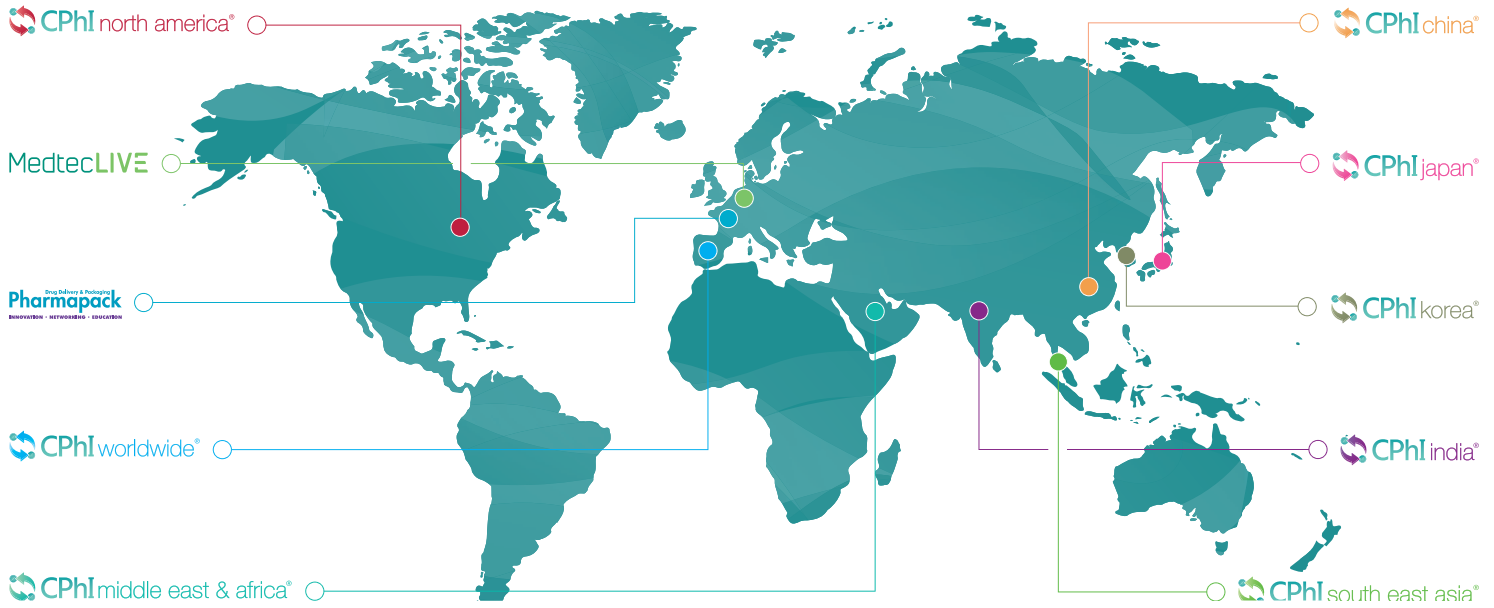 CPhI north america®
CPhI china®
MedtecLIVE
CPhI japan®
Drug Delivery & Packaging
Pharmapack
INNOVATION • NETWORKING • EDUCATION
CPhI korea®
CPhI worldwide®
CPhI india®
CPhI middle east & africa®
CPhI south east asia®